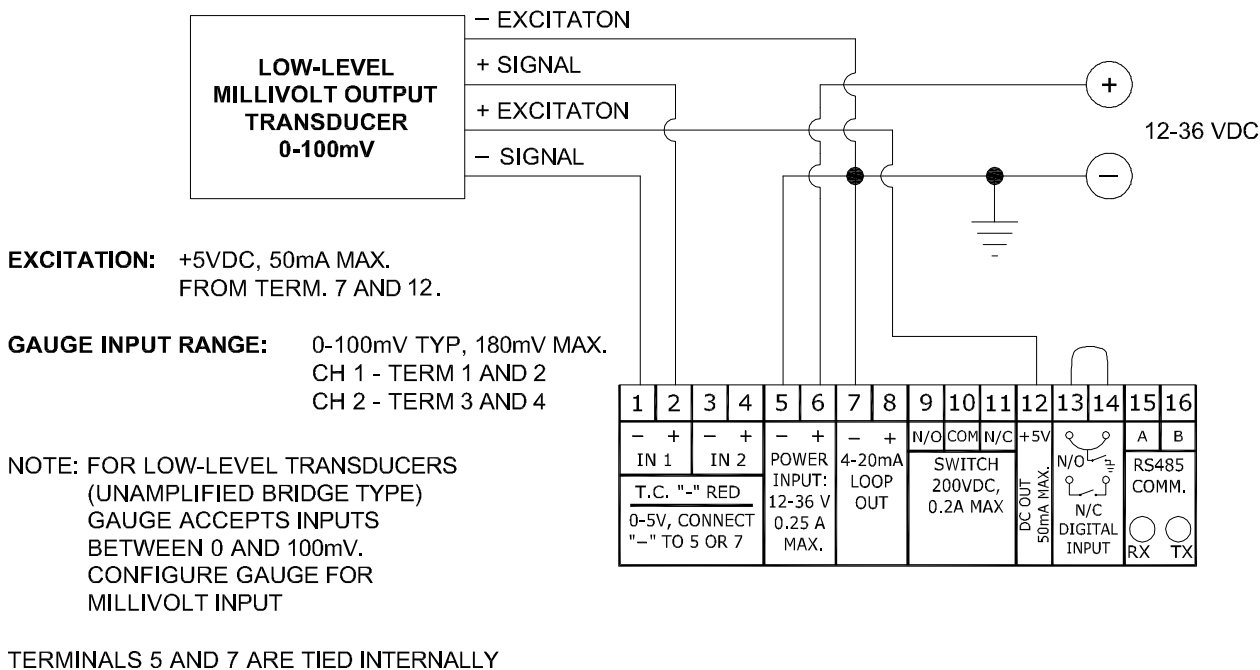 − EXCITATON
+ SIGNAL
+ EXCITATON
− SIGNAL
LOW-LEVEL
MILLIVOLT OUTPUT
TRANSDUCER
0-100mV
+
−
12-36 VDC
EXCITATION: +5VDC, 50mA MAX.
FROM TERM. 7 AND 12.
GAUGE INPUT RANGE: 0-100mV TYP, 180mV MAX.
CH 1 - TERM 1 AND 2
CH 2 - TERM 3 AND 4
NOTE: FOR LOW-LEVEL TRANSDUCERS
(UNAMPLIFIED BRIDGE TYPE)
GAUGE ACCEPTS INPUTS
BETWEEN 0 AND 100mV.
CONFIGURE GAUGE FOR
MILLIVOLT INPUT
TERMINALS 5 AND 7 ARE TIED INTERNALLY
1 2 3 4 5 6 7 8 9 10 11 12 13 14 15 16
− + − +
IN 1 IN 2
T.C. "-" RED
0-5V, CONNECT
"−" TO 5 OR 7
− +
POWER
INPUT:
12-36 V
0.25 A
MAX.
− +
4-20mA
LOOP
OUT
N/O COM N/C
SWITCH
200VDC,
0.2A MAX
+5V
DC OUT
50mA MAX.
N/O
N/C
DIGITAL
INPUT
A B
RS485
COMM.
RX TX